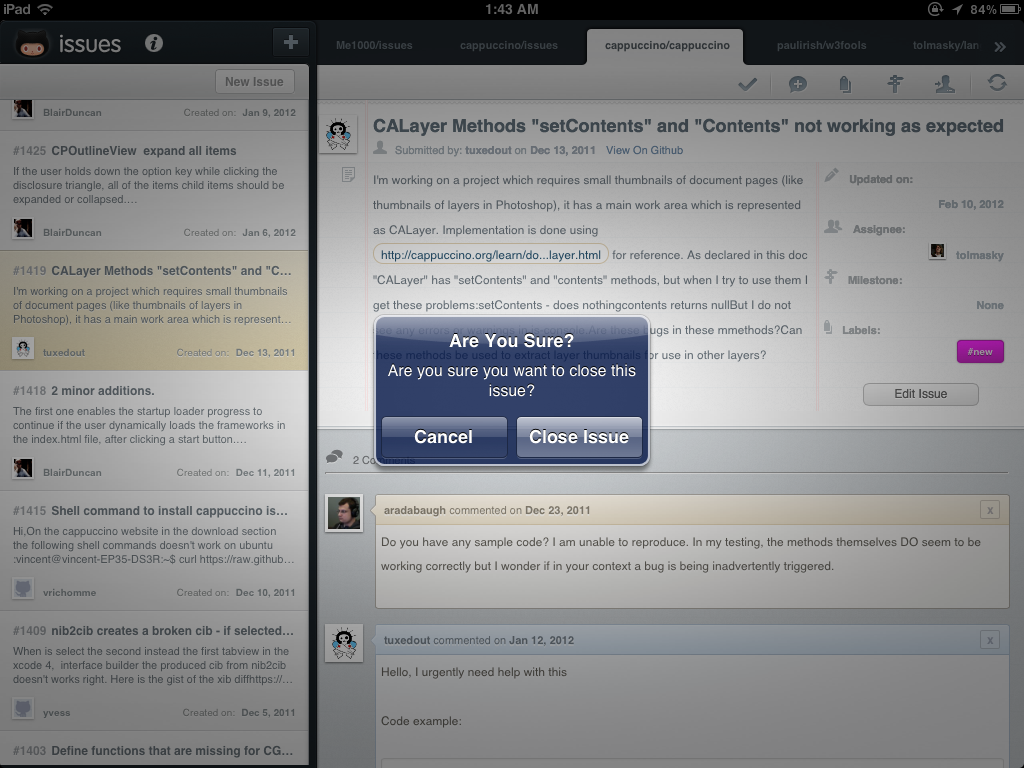 iPad
1:43 AM
84%
issues
New Issue
BlairDuncan Created on: Jan 9, 2012
#1425 CPOutlineView expand all items
If the user holds down the option key while clicking the
disclosure triangle, all of the items child items should be
expanded or collapsed....
BlairDuncan Created on: Jan 6, 2012
#1419 CALayer Methods "setContents" and "C...
I'm working on a project which requires small thumbnails
of document pages (like thumbnails of layers in
Photoshop), it has a main work area which is represent...
tuxedout Created on: Dec 13, 2011
#1418 2 minor additions.
The first one enables the startup loader progress to
continue if the user dynamically loads the frameworks in
the index.html file, after clicking a start button....
BlairDuncan Created on: Dec 11, 2011
#1415 Shell command to install cappuccino is...
Hi,On the cappuccino website in the download section
the following shell commands doesn't work on ubuntu
:vincent@vincent-EP35-DS3R:~$ curl https://raw.github...
vrichomme Created on: Dec 10, 2011
#1409 nib2cib creates a broken cib - if selected...
When is select the second instead the first tabview in the
xcode 4, interface builder the produced cib from nib2cib
doesn't works right. Here is the gist of the xib diffhttps://...
yvess Created on: Dec 5, 2011
#1403 Define functions that are missing for CG...
Me1000/issues
cappuccino/issues
cappuccino/cappuccino
paulirish/w3fools
tolmasky/lan
»
CALayer Methods "setContents" and "Contents" not working as expected
Submitted by: tuxedout on Dec 13, 2011 View On Github
I'm working on a project which requires small thumbnails of document pages (like
thumbnails of layers in Photoshop), it has a main work area which is represented
as CALayer. Implementation is done using
http://cappuccino.org/learn/do...layer.html for reference. As declared in this doc
"CALayer" has "setContents" and "contents" methods, but when I try to use them I
get these problems:setContents - does nothingcontents returns nullBut I do not
see any errors or warnings in js-console.Are these bugs in these mmethods?Can
these methods be used to extract layer thumbnails for use in other layers?
Updated on:
Feb 10, 2012
Assignee:
tolmasky
Milestone:
None
Labels:
#new
Edit Issue
Are You Sure?
Are you sure you want to close this
issue?
Cancel
Close Issue
2 Comments
aradabaugh commented on Dec 23, 2011
x
Do you have any sample code? I am unable to reproduce. In my testing, the methods themselves DO seem to be
working correctly but I wonder if in your context a bug is being inadvertently triggered.
tuxedout commented on Jan 12, 2012
x
Hello, I urgently need help with this
Code example: